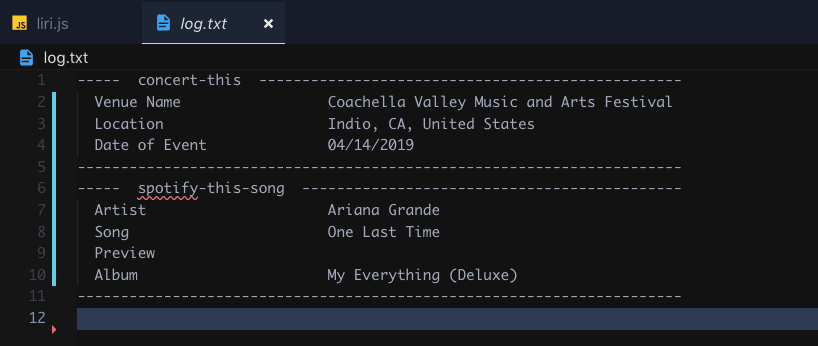 JS liri.js log.txt ×
log.txt
1 ----- concert-this -------------------------------------------------
2 Venue Name Coachella Valley Music and Arts Festival
3 Location Indio, CA, United States
4 Date of Event 04/14/2019
5 ----------------------------------------------------------------------
6 ----- spotify-this-song --------------------------------------------
7 Artist Ariana Grande
8 Song One Last Time
9 Preview
10 Album My Everything (Deluxe)
11 ----------------------------------------------------------------------
12